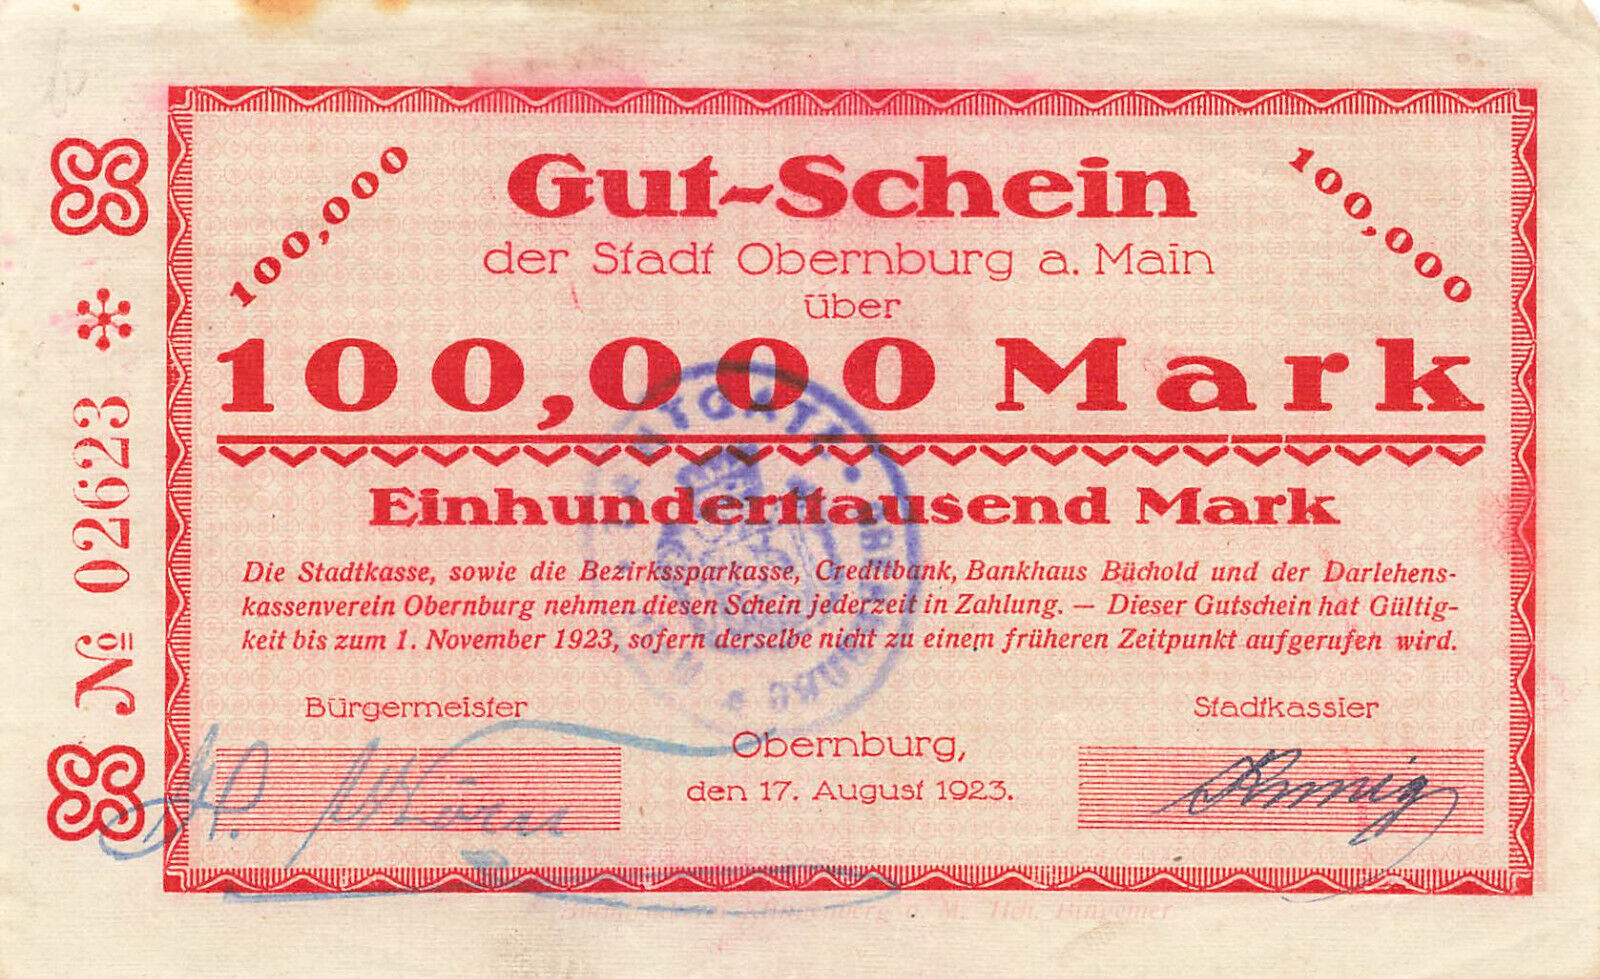 100,000
100,000
Gut-Schein
der Stadt Obernburg a. Main
über
100,000 Mark
Einhunderttausend Mark
Die Stadtkasse, sowie die Bezirkssparkasse, Creditbank, Bankhaus Büchold und der Darlehens-
kassenverein Obernburg nehmen diesen Schein jederzeit in Zahlung. — Dieser Gutschein hat Gültig-
keit bis zum 1. November 1923, sofern derselbe nicht zu einem früheren Zeitpunkt aufgerufen wird.
Bürgermeister
Stadtkassier
Obernburg,
den 17. August 1923.
№ 02623
Klingenberg a. M. Hch. Bingemer